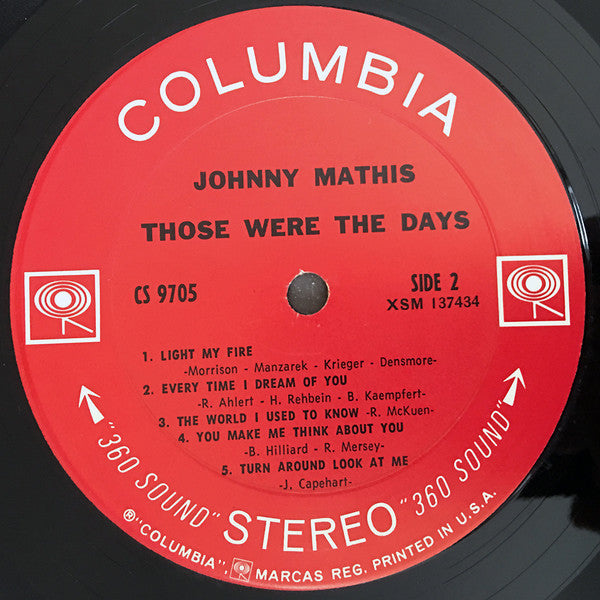 COLUMBIA
JOHNNY MATHIS
THOSE WERE THE DAYS
CS 9705
SIDE 2
XSM 137434
1. LIGHT MY FIRE
-Morrison - Manzarek - Krieger - Densmore-
2. EVERY TIME I DREAM OF YOU
-R. Ahlert - H. Rehbein - B. Kaempfert-
3. THE WORLD I USED TO KNOW -R. McKuen-
4. YOU MAKE ME THINK ABOUT YOU
-B. Hilliard - R. Mersey-
5. TURN AROUND LOOK AT ME
-J. Capehart-
"360 SOUND" STEREO "360 SOUND"
®"COLUMBIA", MARCAS REG. PRINTED IN U.S.A.